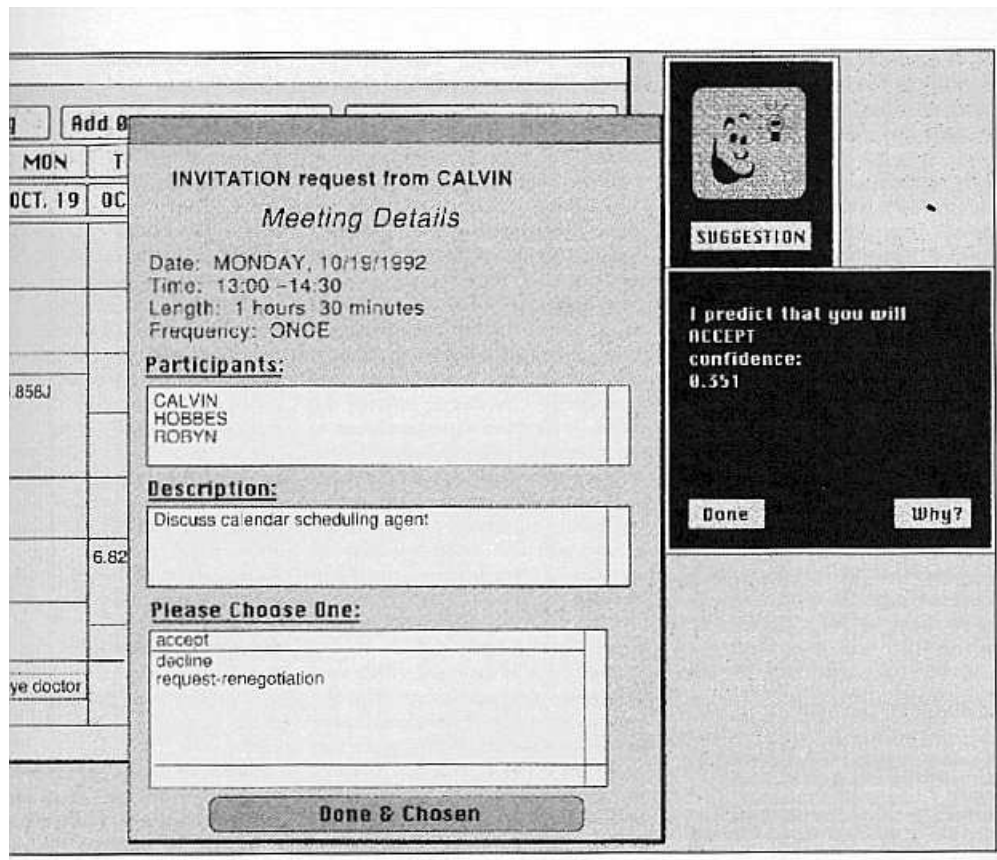 Add
MON
OCT. 19
.858J
6.82
ye doctor
INVITATION request from CALVIN
Meeting Details
Date: MONDAY, 10/19/1992
Time: 13:00 -14:30
Length: 1 hours 30 minutes
Frequency: ONCE
Participants:
CALVIN
HOBBES
ROBYN
Description:
Discuss calendar scheduling agent
Please Choose One:
accept
decline
request-renegotiation
Done & Chosen
SUGGESTION
I predict that you will
ACCEPT
confidence:
0.351
Done
Why?